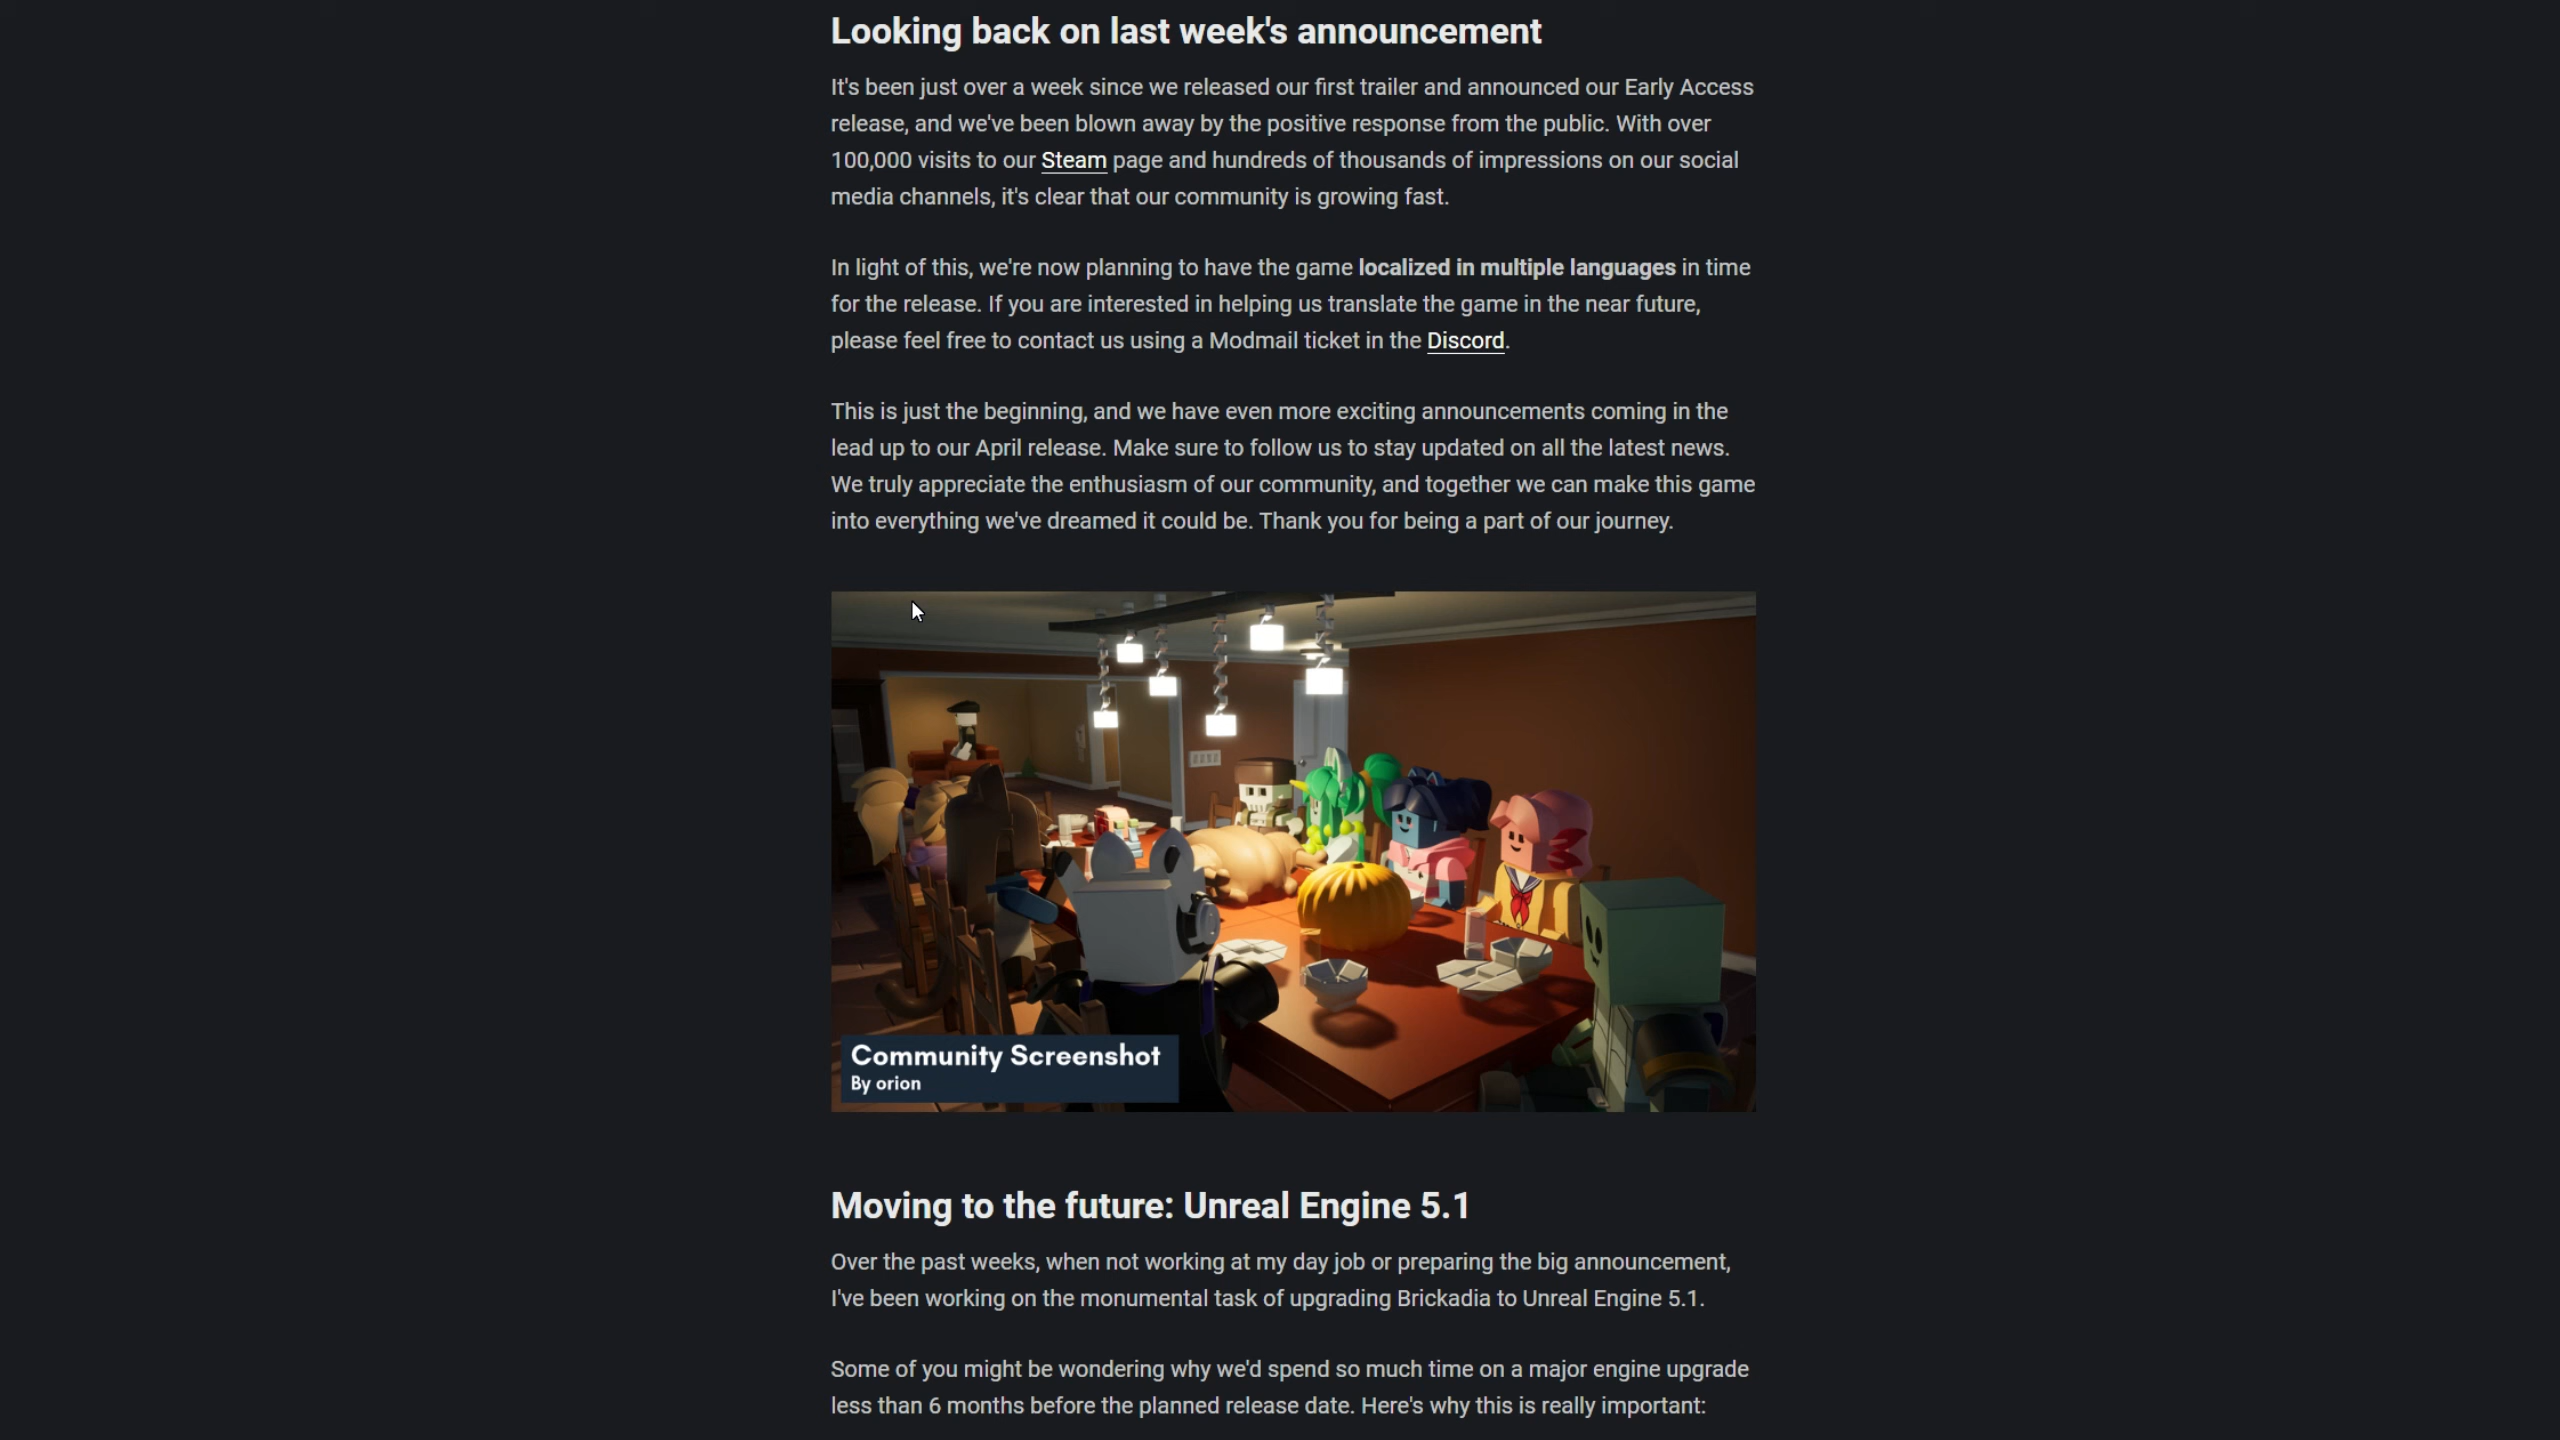 Looking back on last week's announcement
It's been just over a week since we released our first trailer and announced our Early Access
release, and we've been blown away by the positive response from the public. With over
100,000 visits to our Steam page and hundreds of thousands of impressions on our social
media channels, it's clear that our community is growing fast.
In light of this, we're now planning to have the game localized in multiple languages in time
for the release. If you are interested in helping us translate the game in the near future,
please feel free to contact us using a Modmail ticket in the Discord.
This is just the beginning, and we have even more exciting announcements coming in the
lead up to our April release. Make sure to follow us to stay updated on all the latest news.
We truly appreciate the enthusiasm of our community, and together we can make this game
into everything we've dreamed it could be. Thank you for being a part of our journey.
Community Screenshot
By orion
Moving to the future: Unreal Engine 5.1
Over the past weeks, when not working at my day job or preparing the big announcement,
I've been working on the monumental task of upgrading Brickadia to Unreal Engine 5.1.
Some of you might be wondering why we'd spend so much time on a major engine upgrade
less than 6 months before the planned release date. Here's why this is really important: